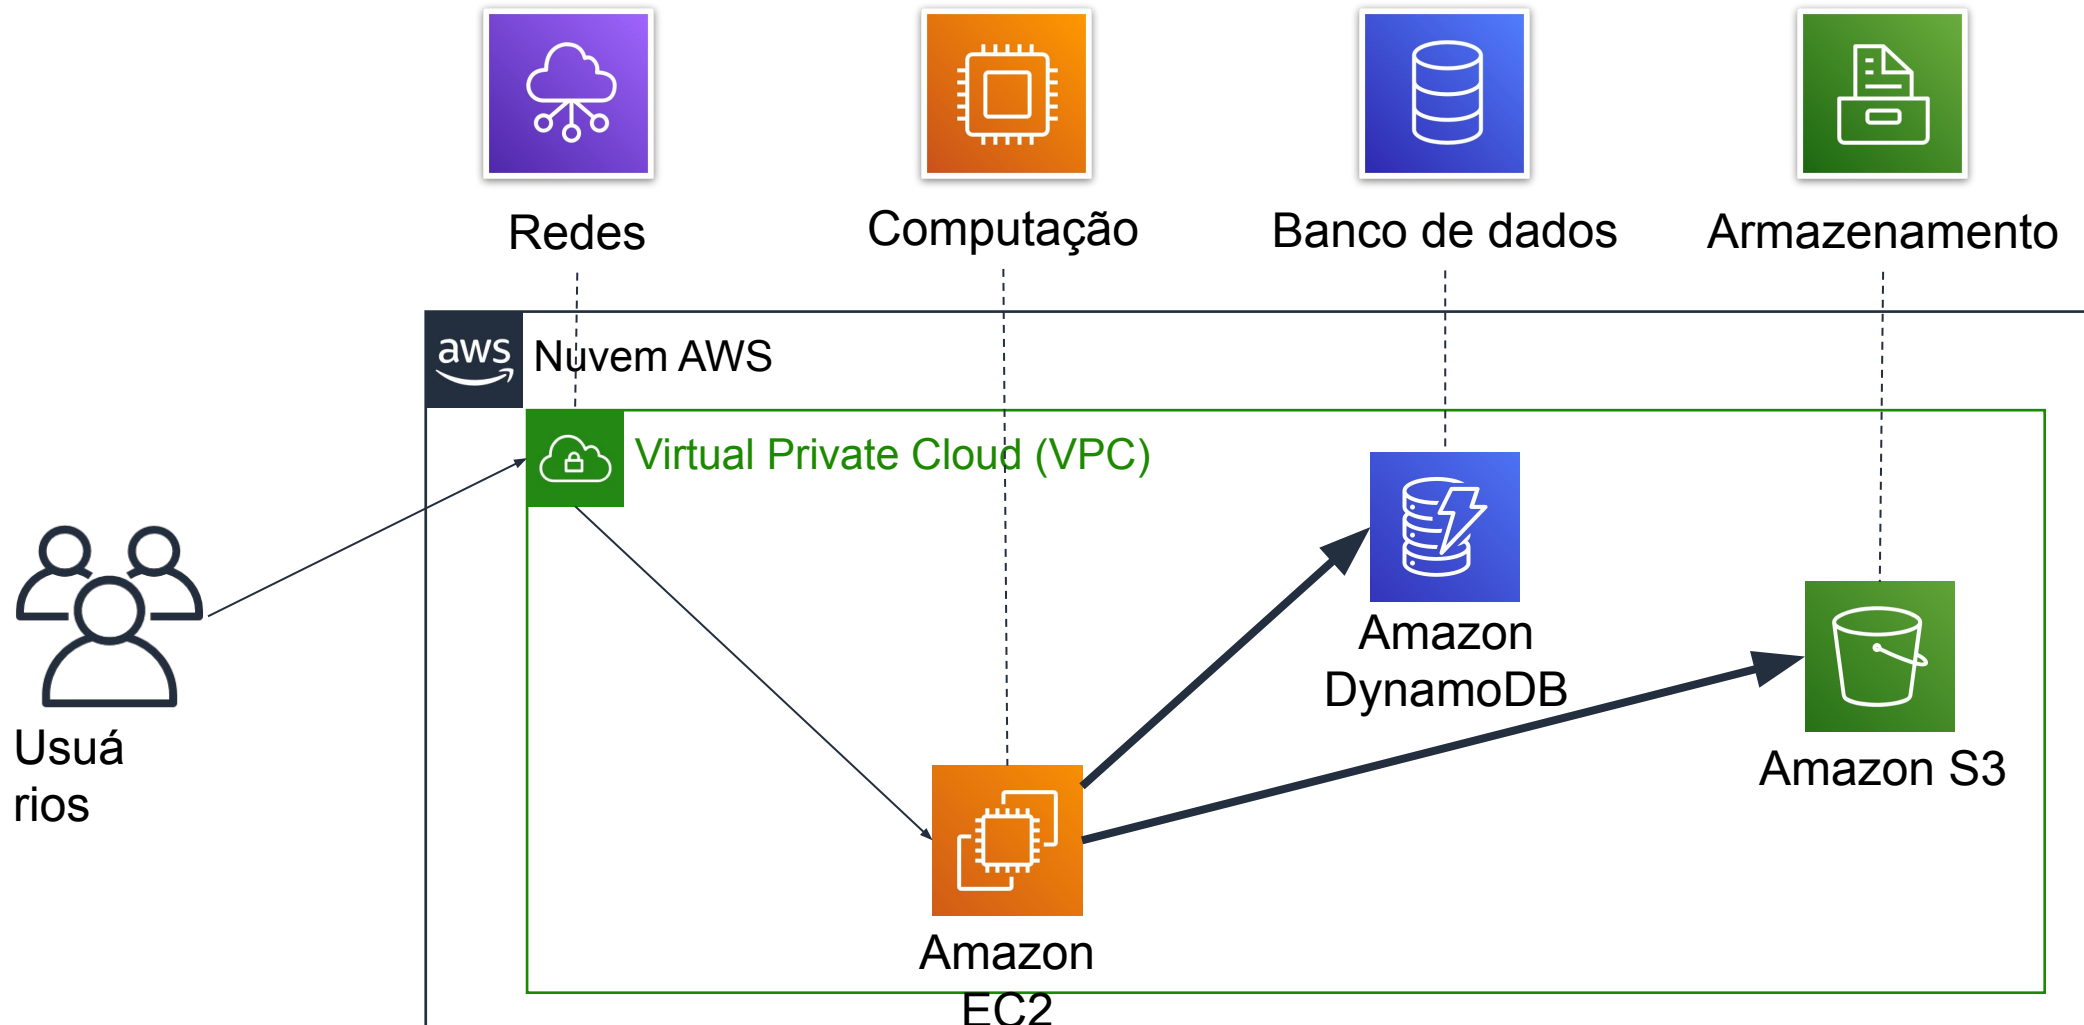 Redes
Computação
Banco de dados
Armazenamento
aws
Nuvem AWS
Virtual Private Cloud (VPC)
Usuá
rios
Amazon
DynamoDB
Amazon S3
Amazon
EC2